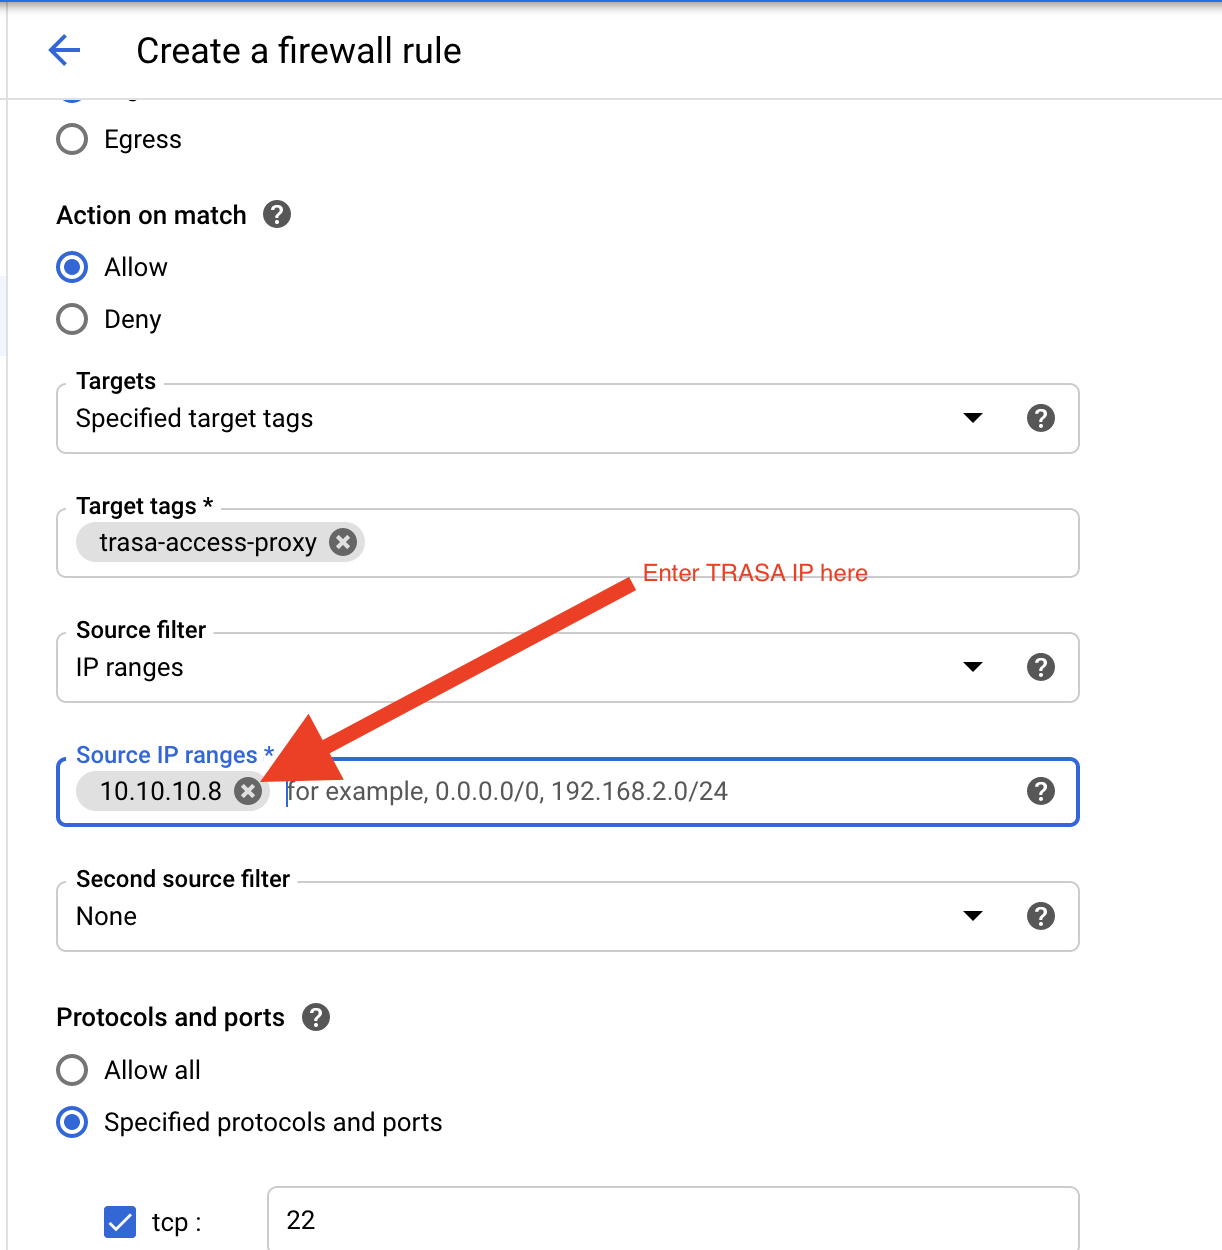 Create a firewall rule
Egress
Action on match
Allow
Deny
Targets
Specified target tags
Target tags *
trasa-access-proxy
Enter TRASA IP here
Source filter
IP ranges
Source IP ranges *
10.10.10.8 for example, 0.0.0.0/0, 192.168.2.0/24
Second source filter
None
Protocols and ports
Allow all
Specified protocols and ports
tcp : 22